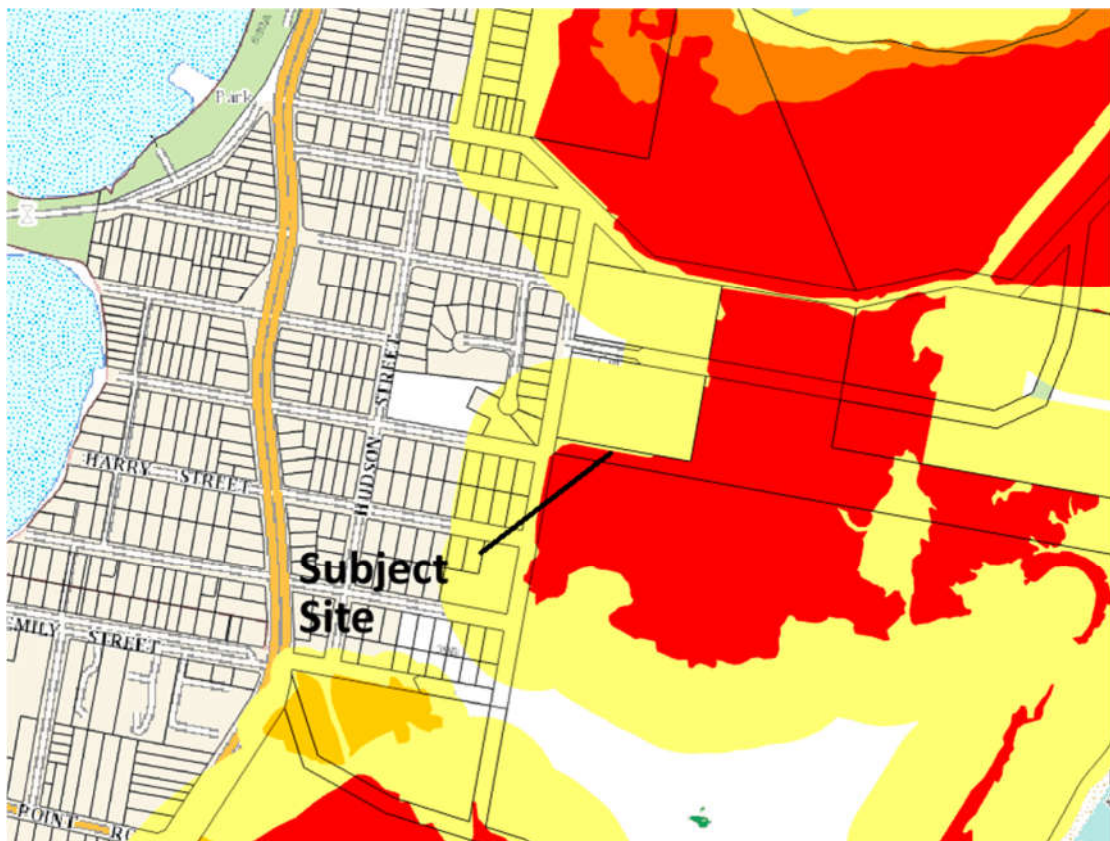 Park
HUDSON STREET
HARRY STREET
Subject
Site
EMILY STREET
POINT